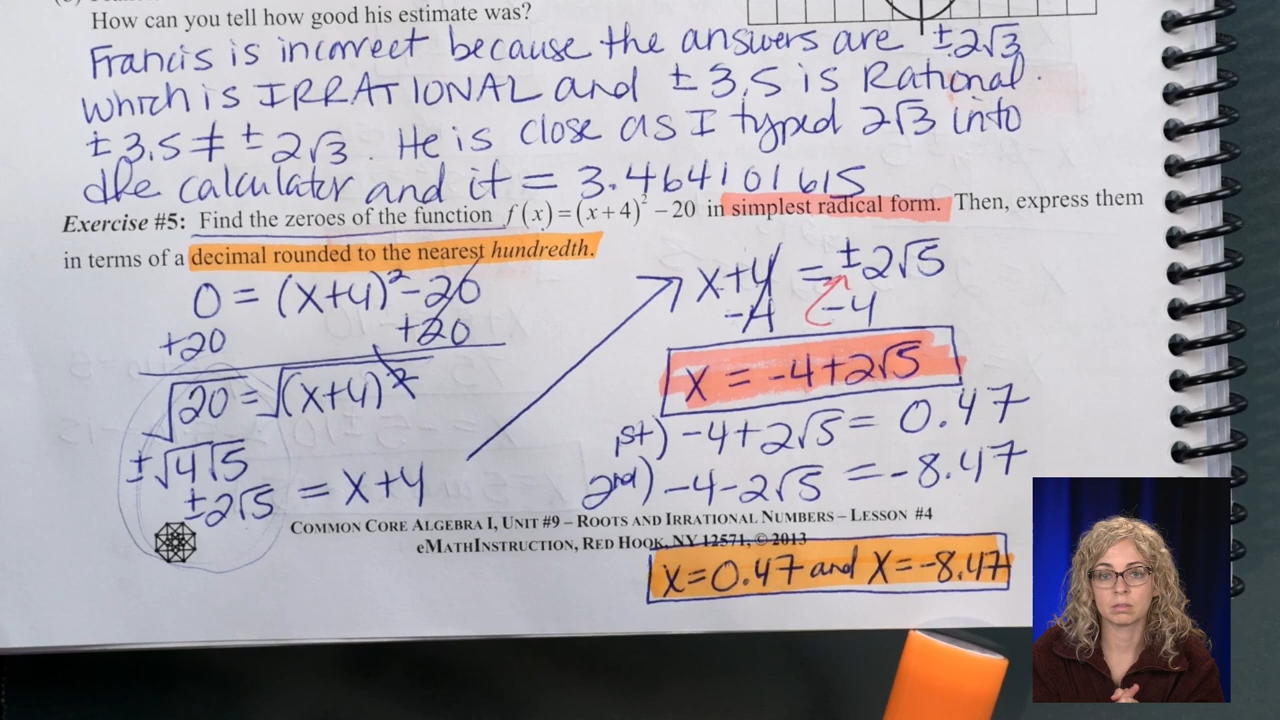 How can you tell how good his estimate was?
Francis is incorrect because the answers are ±2√3
which is IRRATIONAL and ±3.5 is Rational.
±3.5 ≠ ±2√3. He is close as I typed 2√3 into
the calculater and it = 3.464101615
Exercise #5: Find the zeroes of the function f(x)=(x+4)²−20 in simplest radical form. Then, express them
in terms of a decimal rounded to the nearest hundredth.
0 = (x+4)²-20
+20 +20
√20 = √(x+4)²
±√4√5
±2√5 = x+4
x+4 = ±2√5
-4 -4
x = -4+2√5
1st) -4+2√5 = 0.47
2nd) -4-2√5 = -8.47
COMMON CORE ALGEBRA I, UNIT #9 – ROOTS AND IRRATIONAL NUMBERS – LESSON #4
eMATHINSTRUCTION, RED HOOK, NY 12571, © 2013
x=0.47 and x=-8.47